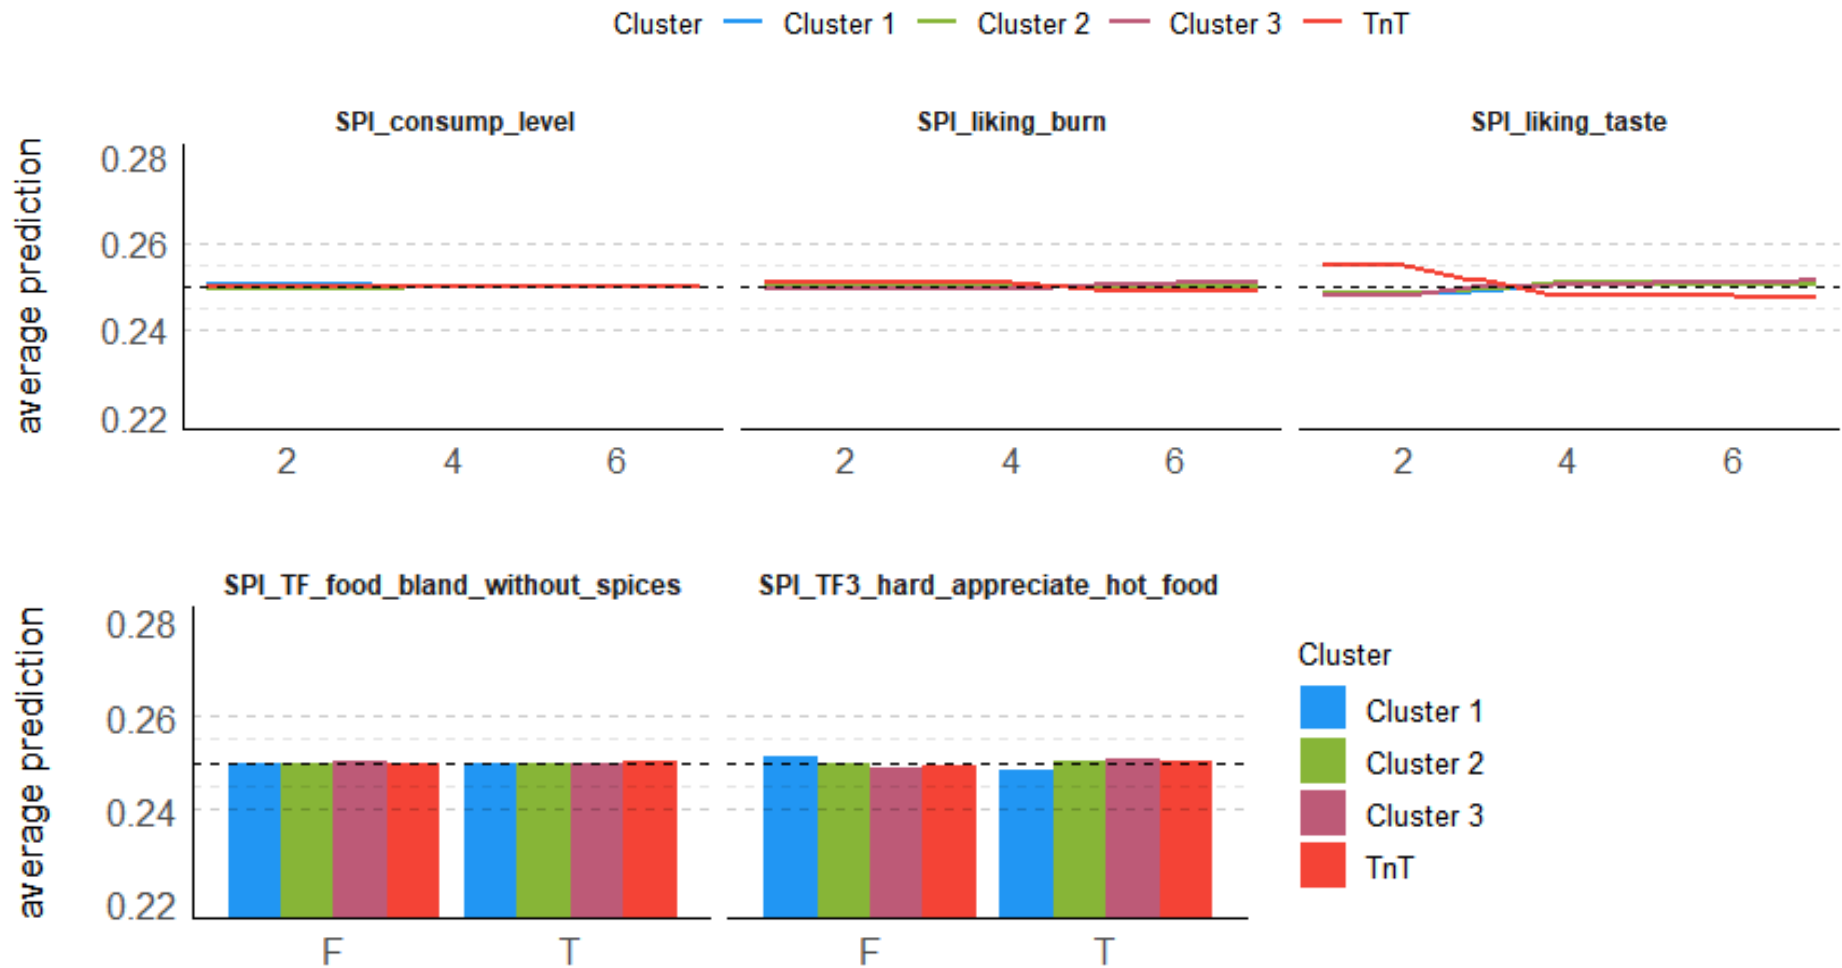 Cluster Cluster 1 Cluster 2 Cluster 3 TnT
SPI_consump_level SPI_liking_burn SPI_liking_taste
average prediction
0.28
0.26
0.24
0.22
2 4 6 2 4 6 2 4 6
SPI_TF_food_bland_without_spices SPI_TF3_hard_appreciate_hot_food
average prediction
0.28
0.26
0.24
0.22
F T F T
Cluster
Cluster 1
Cluster 2
Cluster 3
TnT